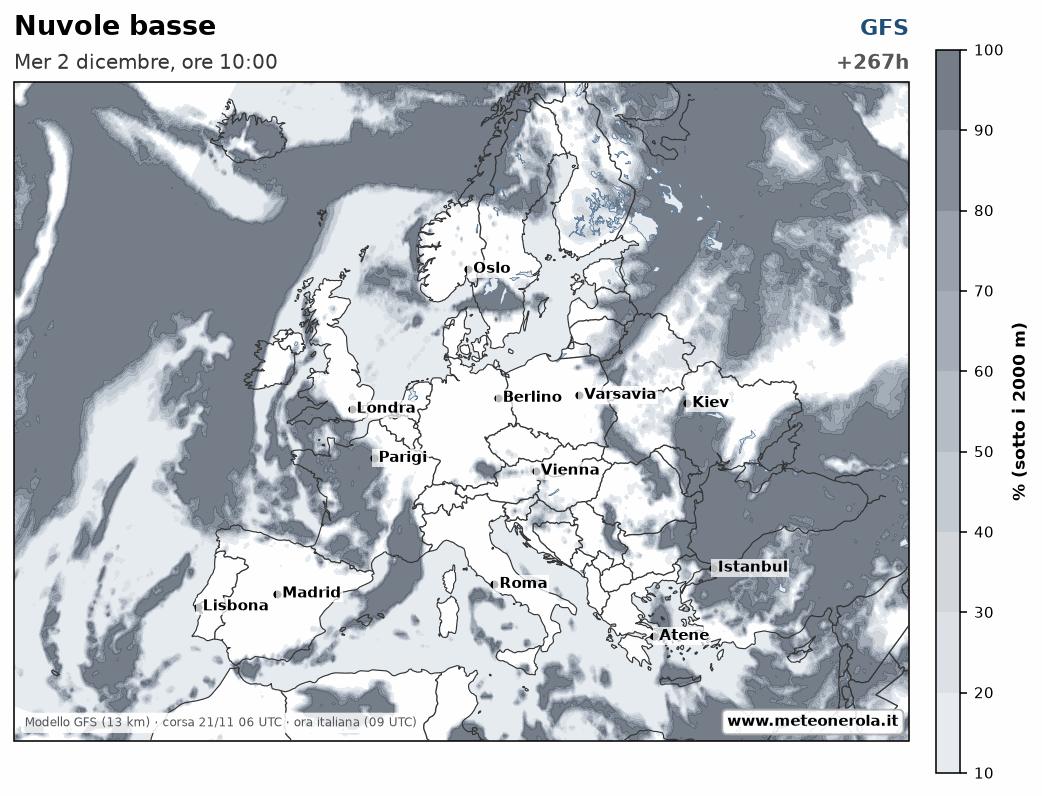 Nuvole basse
GFS
Mer 2 dicembre, ore 10:00
+267h
100
90
80
70
60
50
40
30
20
10
% (sotto i 2000 m)
Oslo
Londra
Berlino
Varsavia
Kiev
Parigi
Vienna
Istanbul
Roma
Madrid
Lisbona
Atene
Modello GFS (13 km) · corsa 21/11 06 UTC · ora italiana (09 UTC)
www.meteonerola.it